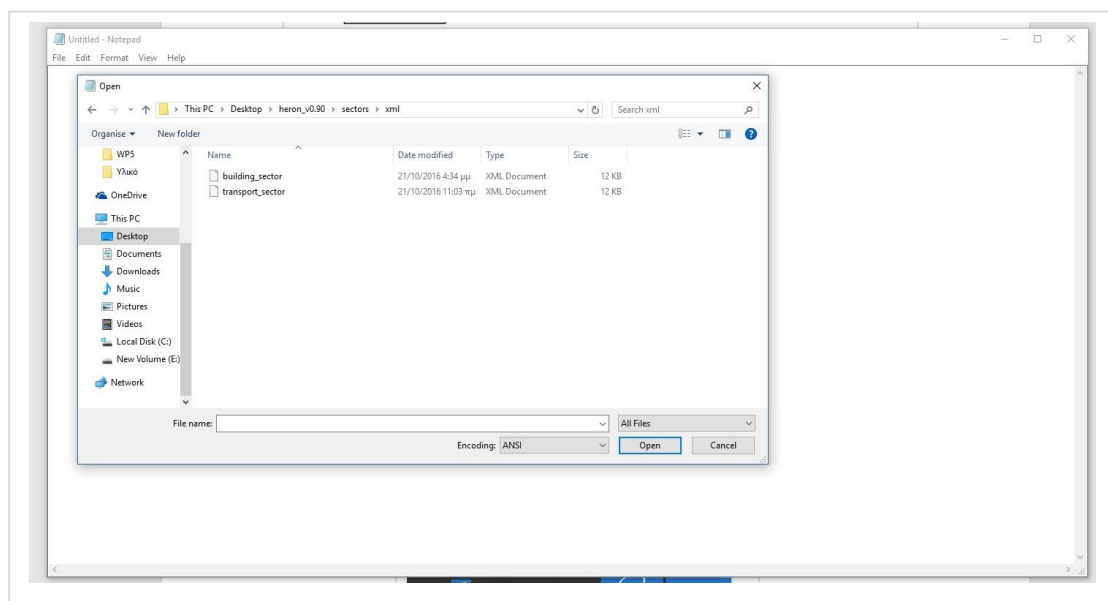 Untitled - Notepad
File Edit Format View Help
Open
This PC > Desktop > heron_v0.90 > sectors > xml
Search xml
Organise New folder
WP5
Υλικό
OneDrive
This PC
Desktop
Documents
Downloads
Music
Pictures
Videos
Local Disk (C:)
New Volume (E:)
Network
Name Date modified Type Size
building_sector 21/10/2016 4:34 μμ XML Document 12 KB
transport_sector 21/10/2016 11:03 πμ XML Document 12 KB
File name: All Files
Encoding: ANSI Open Cancel